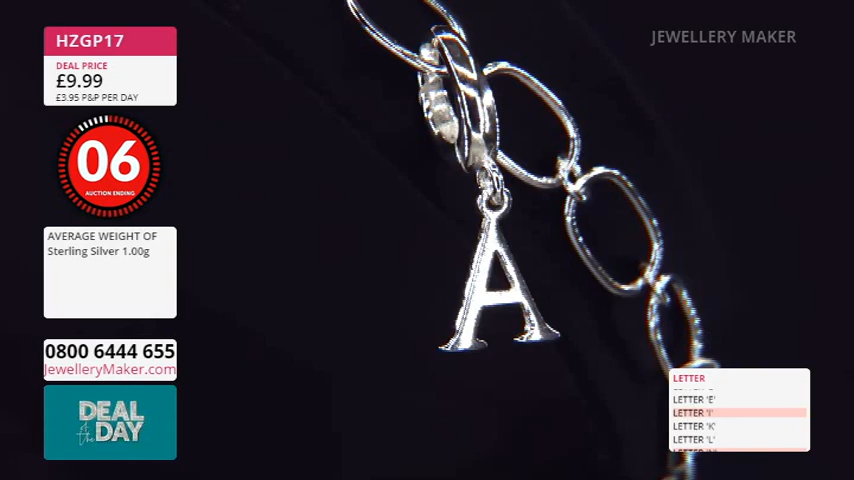 HZGP17
DEAL PRICE
£9.99
£3.95 P&P PER DAY
06
AUCTION ENDING
AVERAGE WEIGHT OF
Sterling Silver 1.00g
0800 6444 655
JewelleryMaker.com
DEAL
of the
DAY
JEWELLERY MAKER
A
LETTER
LETTER 'E'
LETTER 'I'
LETTER 'K'
LETTER 'L'